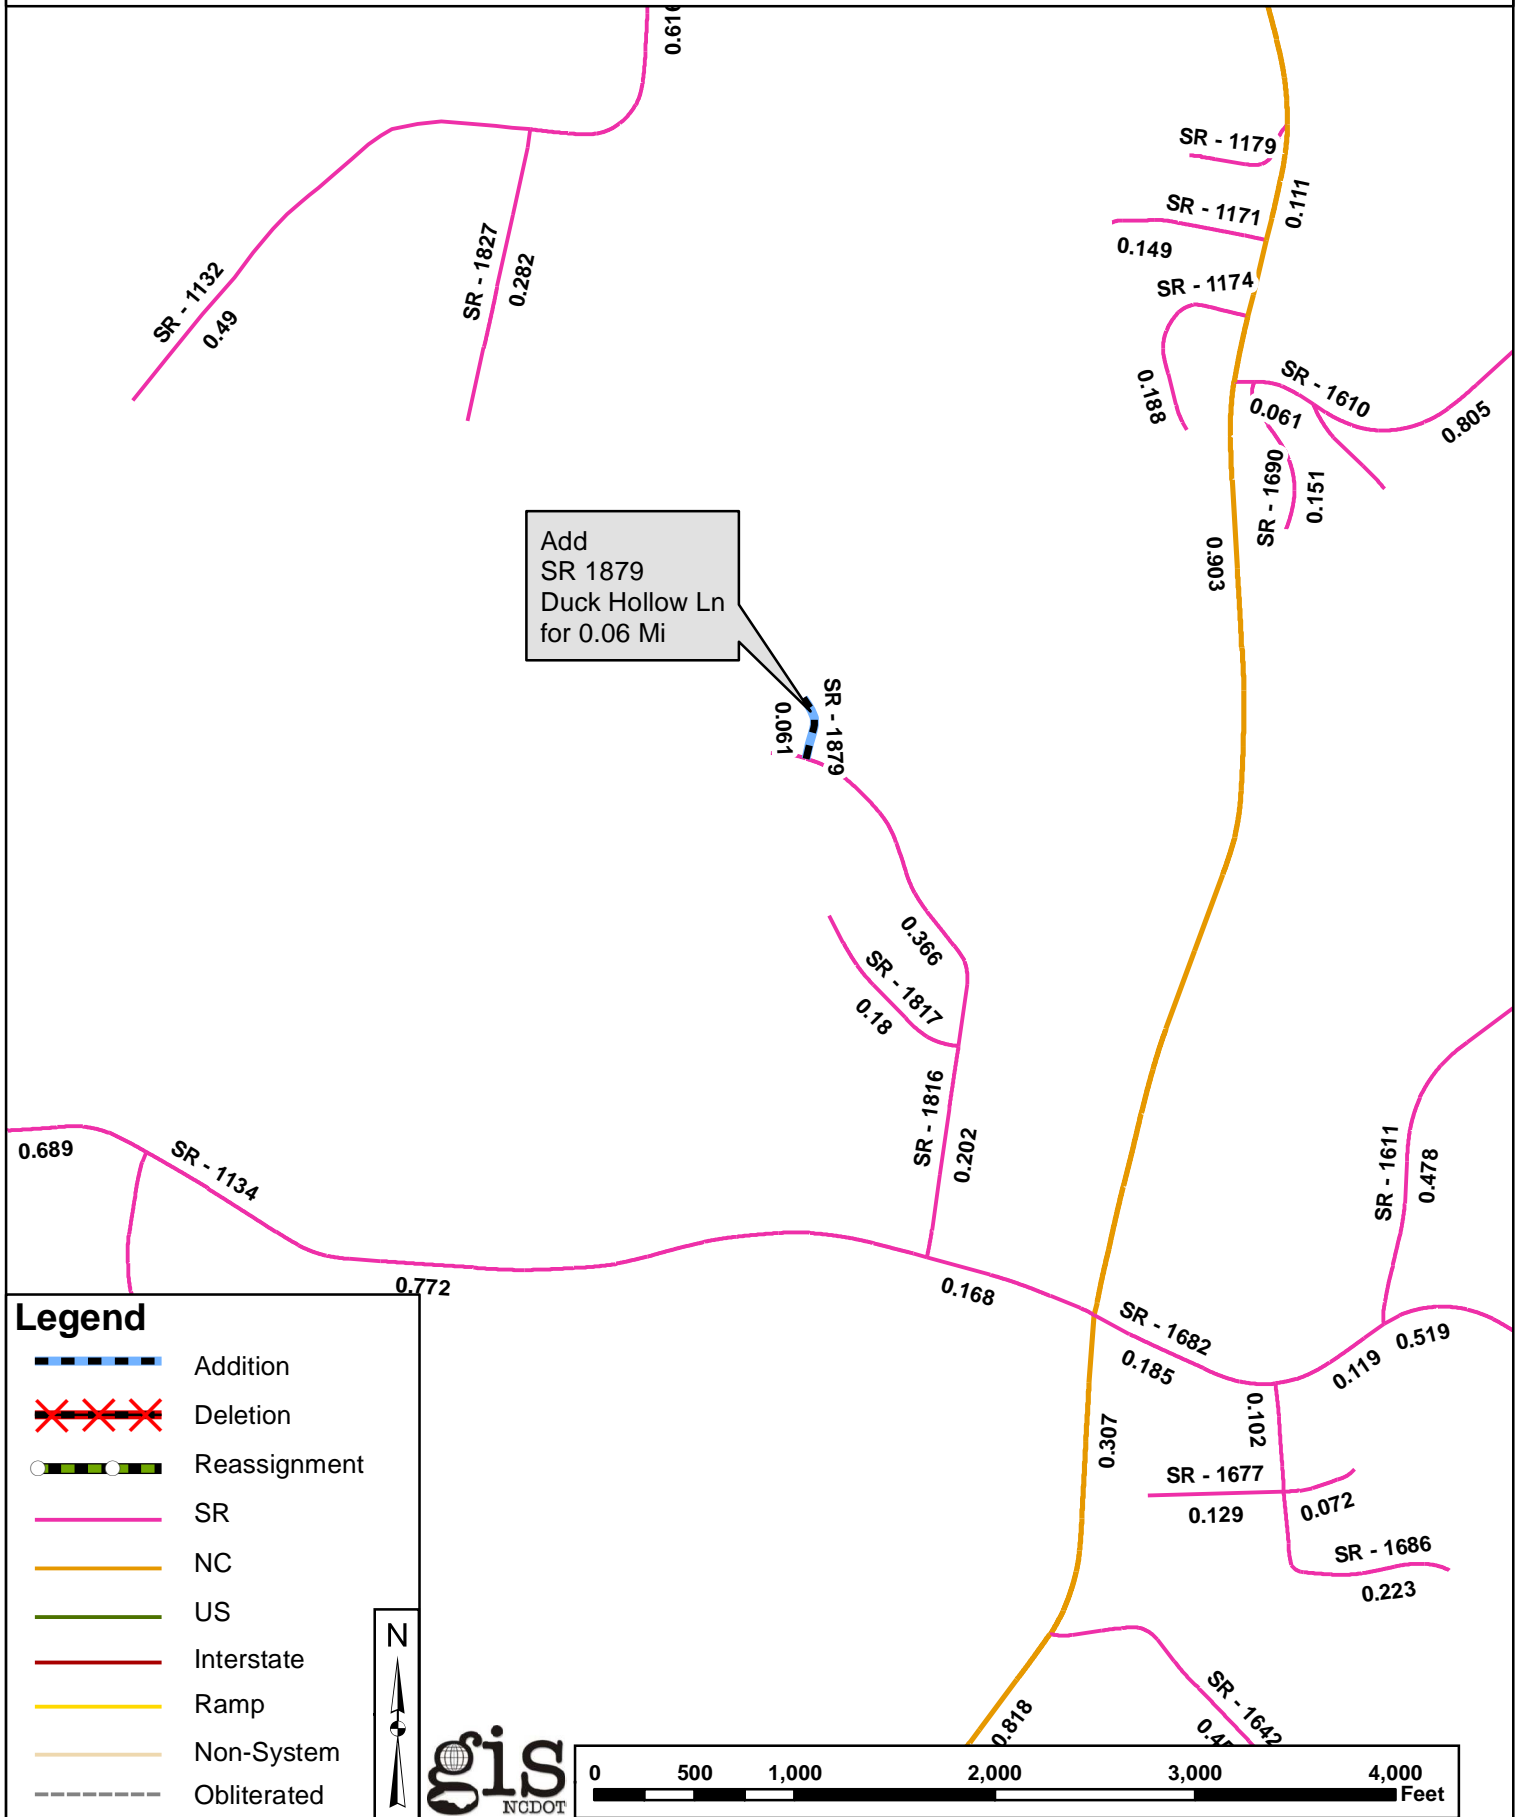 0.616
SR - 1179
0.111
SR - 1171
0.149
SR - 1827
0.282
SR - 1132
0.49
SR - 1174
0.188
SR - 1610
0.061
0.805
SR - 1690
0.151
0.903
Add
SR 1879
Duck Hollow Ln
for 0.06 Mi
SR - 1879
0.061
0.366
SR - 1817
0.18
SR - 1816
0.202
SR - 1611
0.478
0.689
SR - 1134
0.772
0.168
SR - 1682
0.185
0.119
0.519
0.102
0.307
SR - 1677
0.129
0.072
SR - 1686
0.223
SR - 1642
0.818
Legend
Addition
Deletion
Reassignment
SR
NC
US
Interstate
Ramp
Non-System
Obliterated
N
gis
NCDOT
0 500 1,000 2,000 3,000 4,000
Feet